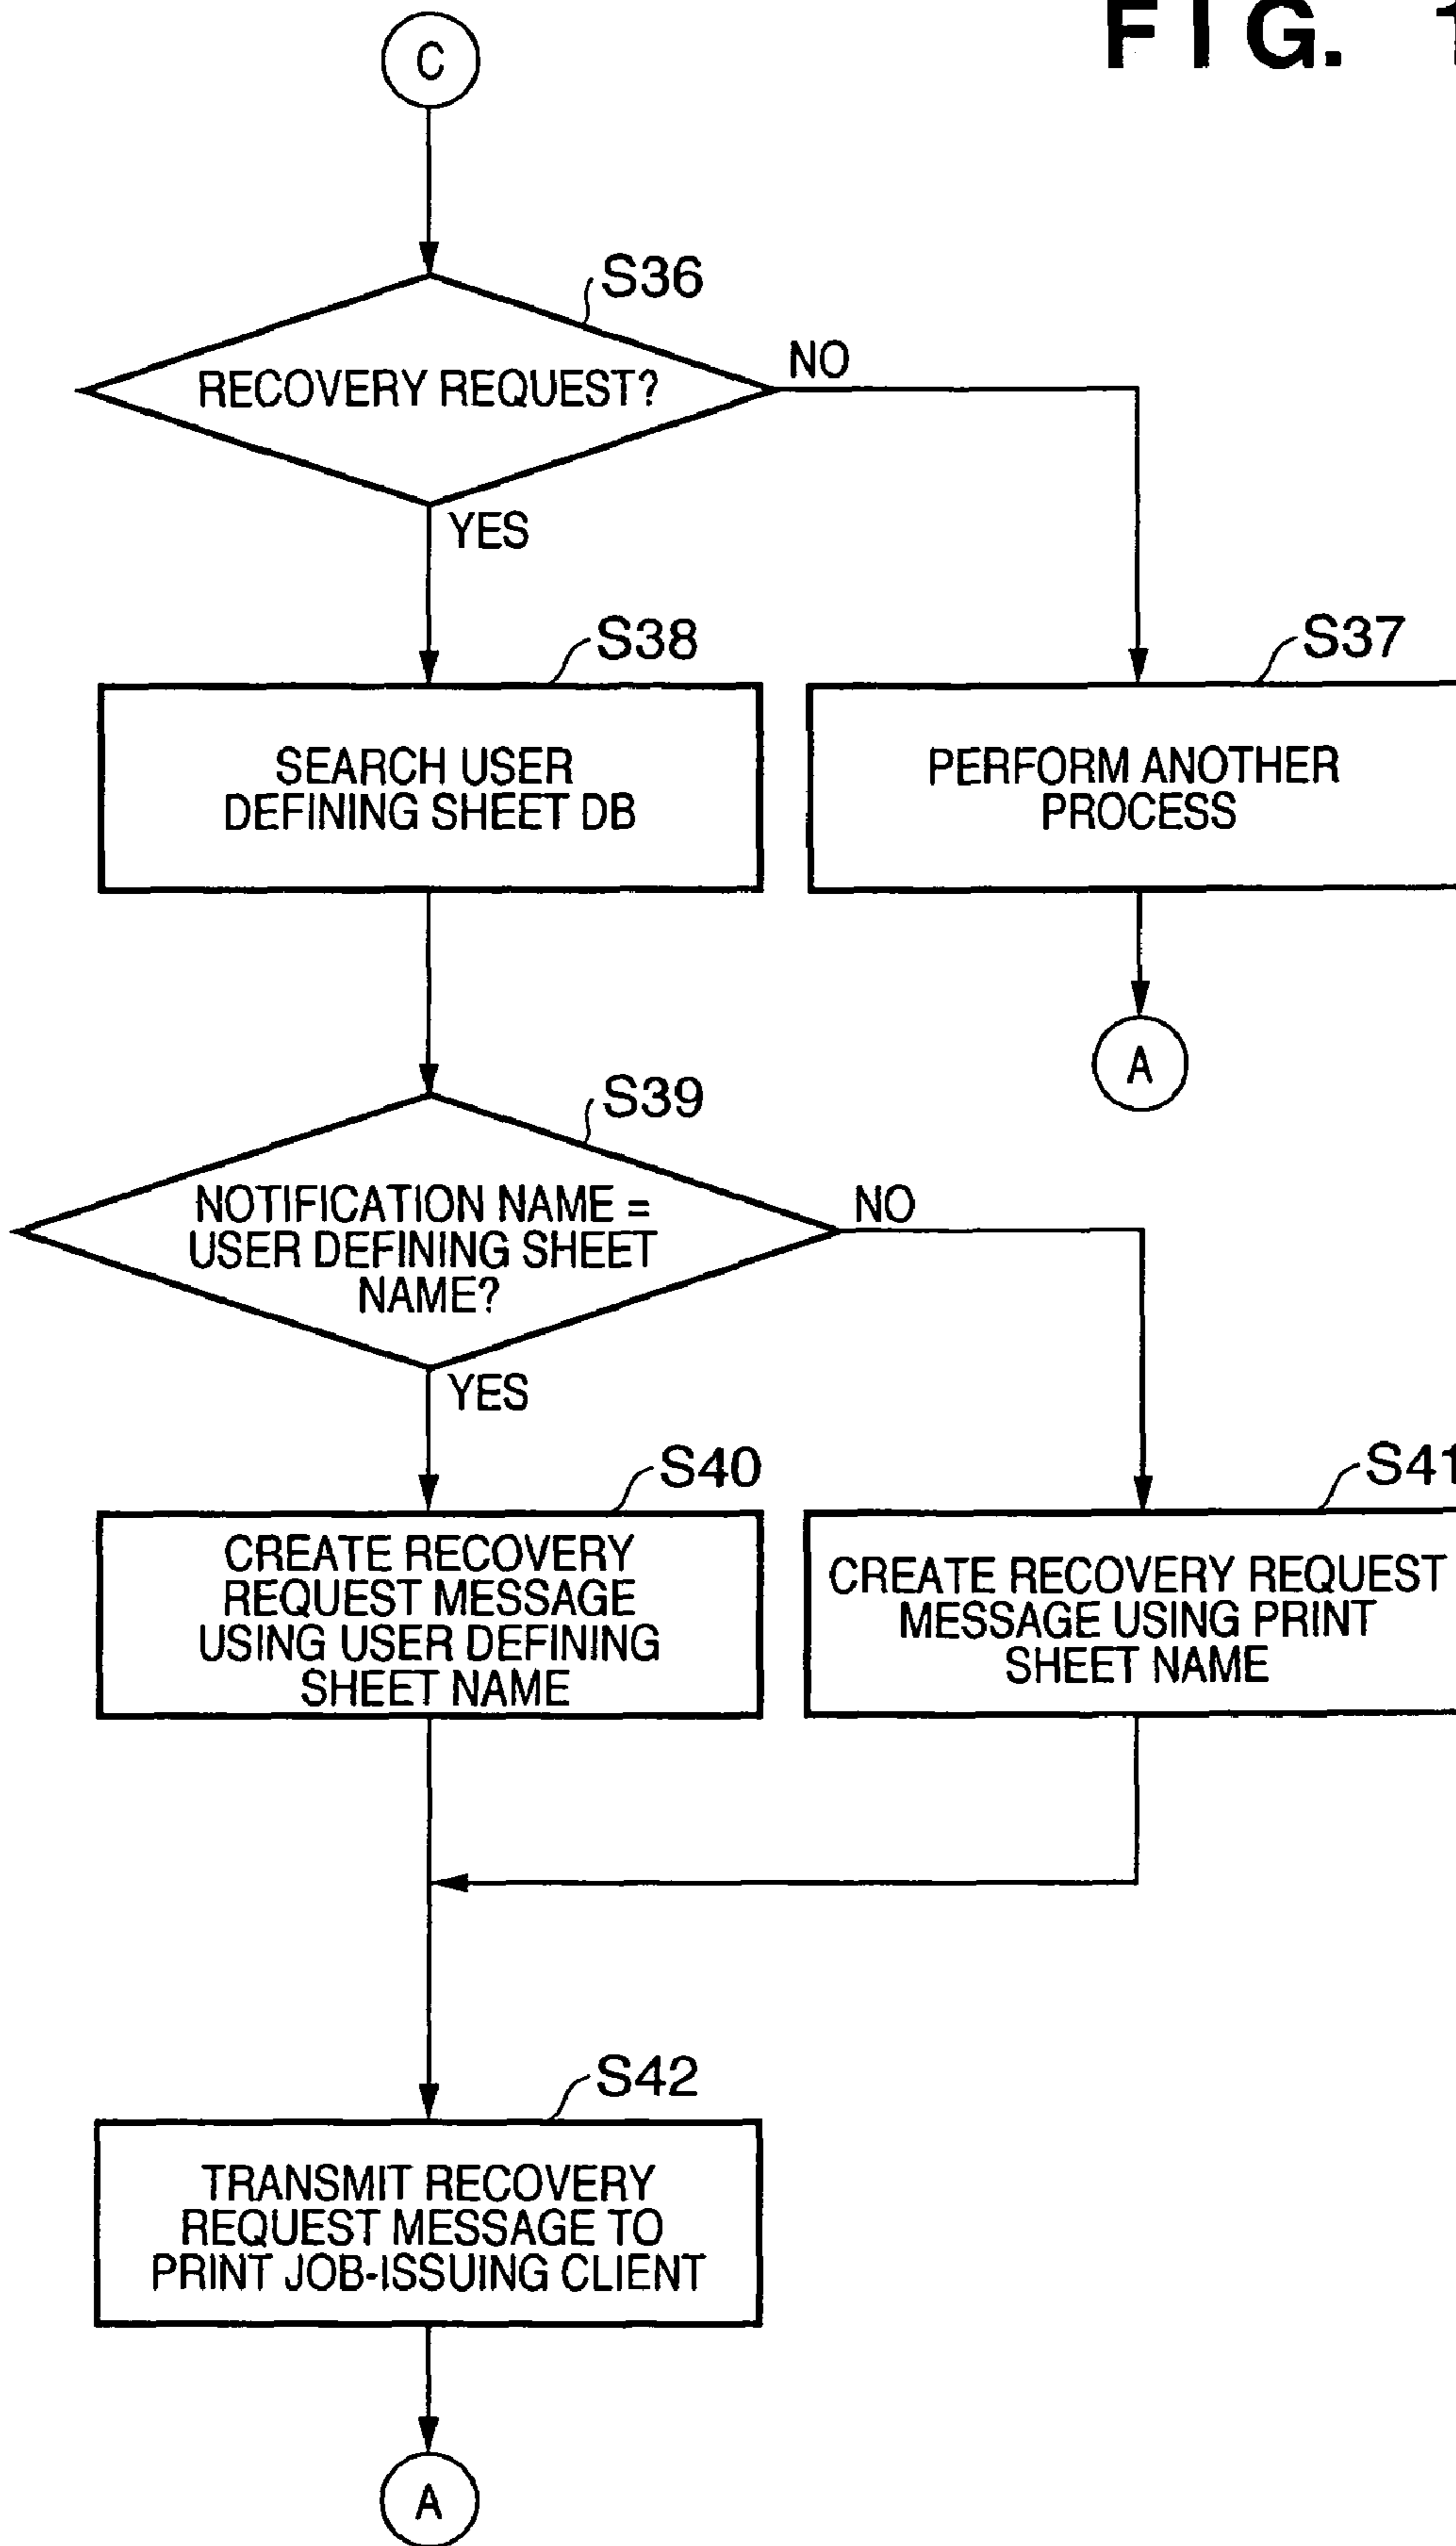 FIG. 1
C
S36
RECOVERY REQUEST?
NO
YES
S38
SEARCH USER
DEFINING SHEET DB
S37
PERFORM ANOTHER
PROCESS
A
S39
NOTIFICATION NAME =
USER DEFINING SHEET
NAME?
NO
YES
S40
CREATE RECOVERY
REQUEST MESSAGE
USING USER DEFINING
SHEET NAME
S41
CREATE RECOVERY REQUEST
MESSAGE USING PRINT
SHEET NAME
S42
TRANSMIT RECOVERY
REQUEST MESSAGE TO
PRINT JOB-ISSUING CLIENT
A